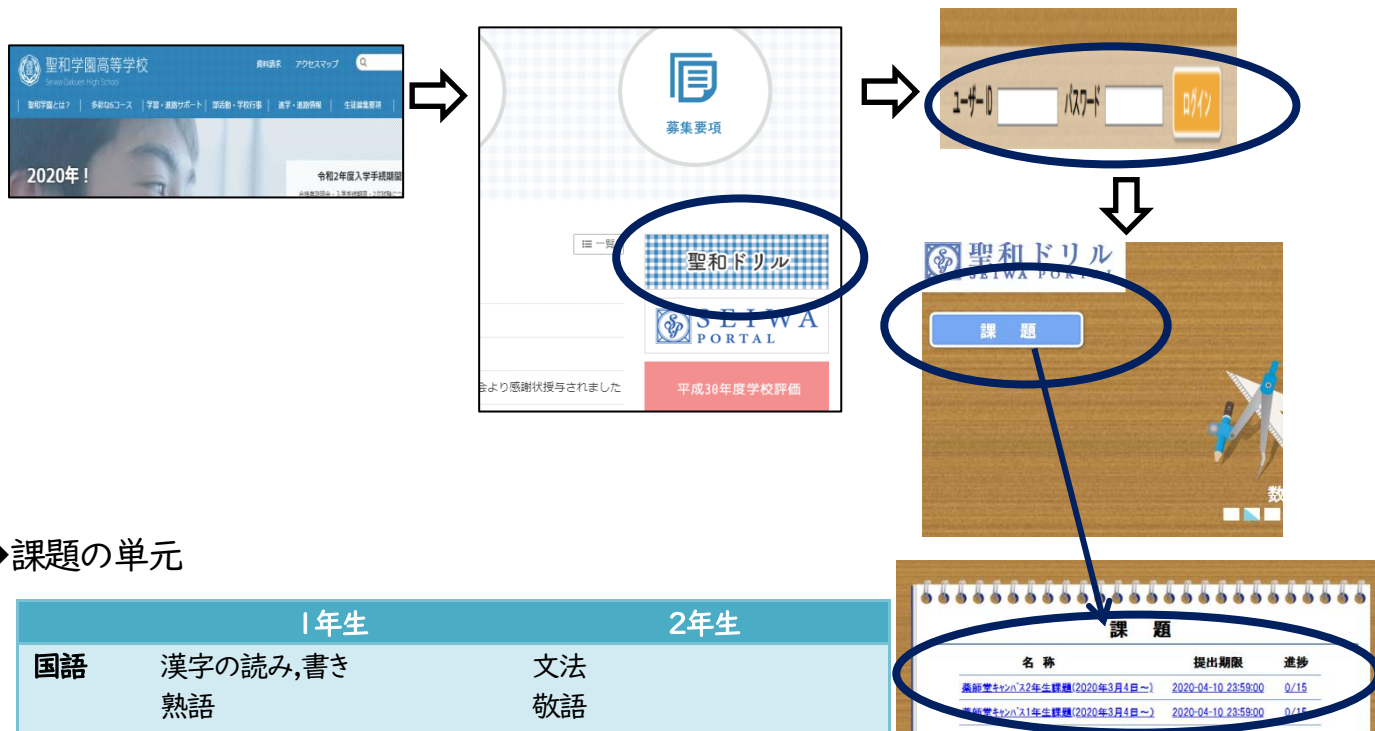 聖和学園高等学校
Seiwa Gakuen High School
資料請求 アクセスマップ
聖和学園とは? 多彩な6コース 学習・進路サポート 部活動・学校行事 進学・進路情報 生徒募集要項
2020年!
令和2年度入学手続期間
募集要項
一覧
聖和ドリル
SEIWA
PORTAL
会より感謝状授与されました
平成30年度学校評価
ユーザーID パスワード ログイン
聖和ドリル
SEIWA PORTAL
課 題
数
◆課題の単元
1年生 2年生
国語 漢字の読み,書き 文法
熟語 敬語
課 題
名 称 提出期限 進捗
薬師堂キャンパス2年生課題(2020年3月4日~) 2020-04-10 23:59:00 0/15
薬師堂キャンパス1年生課題(2020年3月4日~) 2020-04-10 23:59:00 0/15